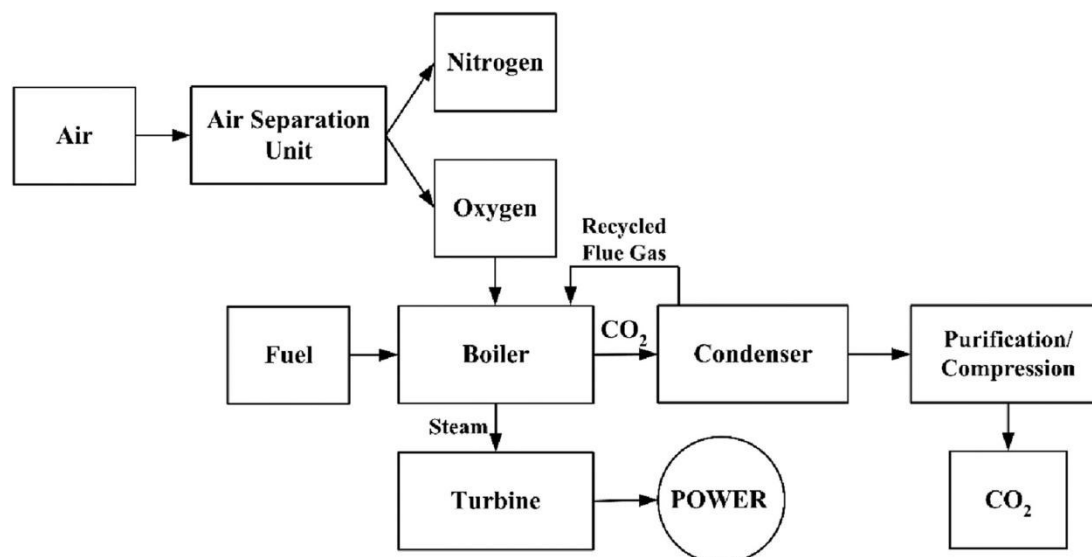 Nitrogen
Air
Air Separation
Unit
Oxygen
Recycled
Flue Gas
Fuel
Boiler
CO₂
Condenser
Purification/
Compression
Steam
Turbine
POWER
CO₂